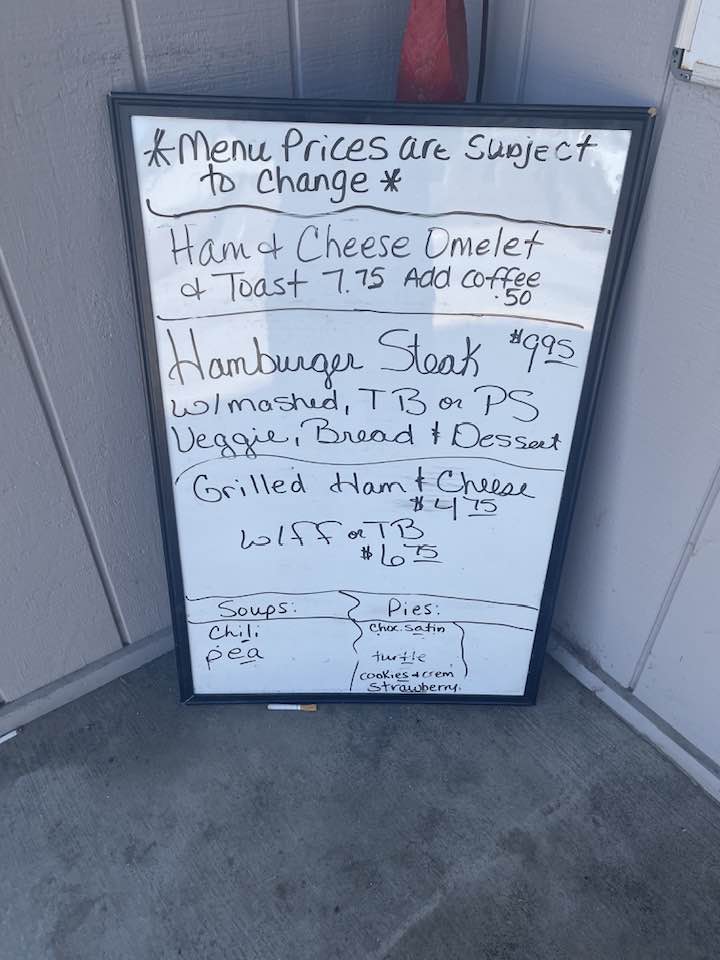 *Menu Prices are Subject
to Change *
Ham & Cheese Omelet
& Toast 7.75 Add coffee
.50
Hamburger Steak $9.95
w/mashed, TB or PS
Veggie, Bread & Dessert
Grilled Ham & Cheese
$4.75
w/ff or TB
$6.75
Soups: Pies:
Chili
pea
Choc. Satin
turtle
cookies & crem
Strawberry.